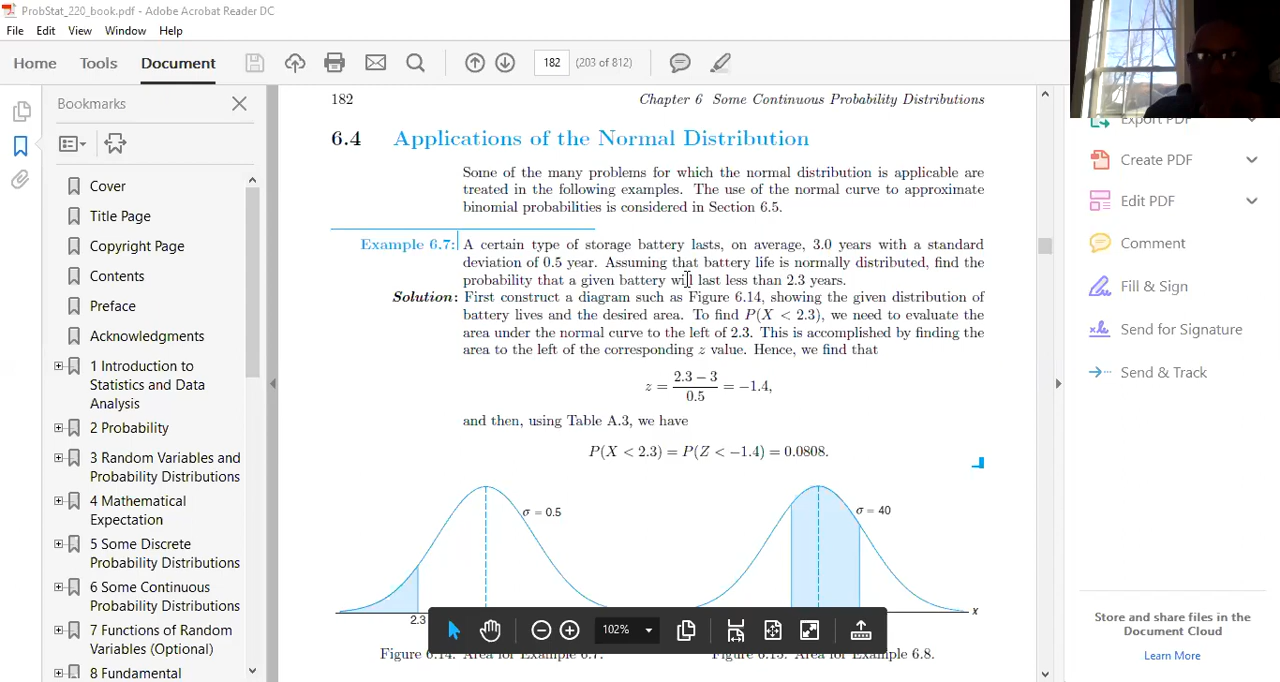 ProbStat_220_book.pdf - Adobe Acrobat Reader DC
File Edit View Window Help
Home Tools Document 182 (203 of 812)
Bookmarks
Cover
Title Page
Copyright Page
Contents
Preface
Acknowledgments
1 Introduction to
Statistics and Data
Analysis
2 Probability
3 Random Variables and
Probability Distributions
4 Mathematical
Expectation
5 Some Discrete
Probability Distributions
6 Some Continuous
Probability Distributions
7 Functions of Random
Variables (Optional)
8 Fundamental
182 Chapter 6 Some Continuous Probability Distributions
6.4 Applications of the Normal Distribution
Some of the many problems for which the normal distribution is applicable are
treated in the following examples. The use of the normal curve to approximate
binomial probabilities is considered in Section 6.5.
Example 6.7: A certain type of storage battery lasts, on average, 3.0 years with a standard
deviation of 0.5 year. Assuming that battery life is normally distributed, find the
probability that a given battery will last less than 2.3 years.
Solution: First construct a diagram such as Figure 6.14, showing the given distribution of
battery lives and the desired area. To find P(X < 2.3), we need to evaluate the
area under the normal curve to the left of 2.3. This is accomplished by finding the
area to the left of the corresponding z value. Hence, we find that
z = 2.3 − 3 / 0.5 = −1.4,
and then, using Table A.3, we have
P(X < 2.3) = P(Z < −1.4) = 0.0808.
σ = 0.5
σ = 40
2.3
x
102%
Figure 6.14: Area for Example 6.7.
Figure 6.15: Area for Example 6.8.
Export PDF
Create PDF
Edit PDF
Comment
Fill & Sign
Send for Signature
Send & Track
Store and share files in the
Document Cloud
Learn More